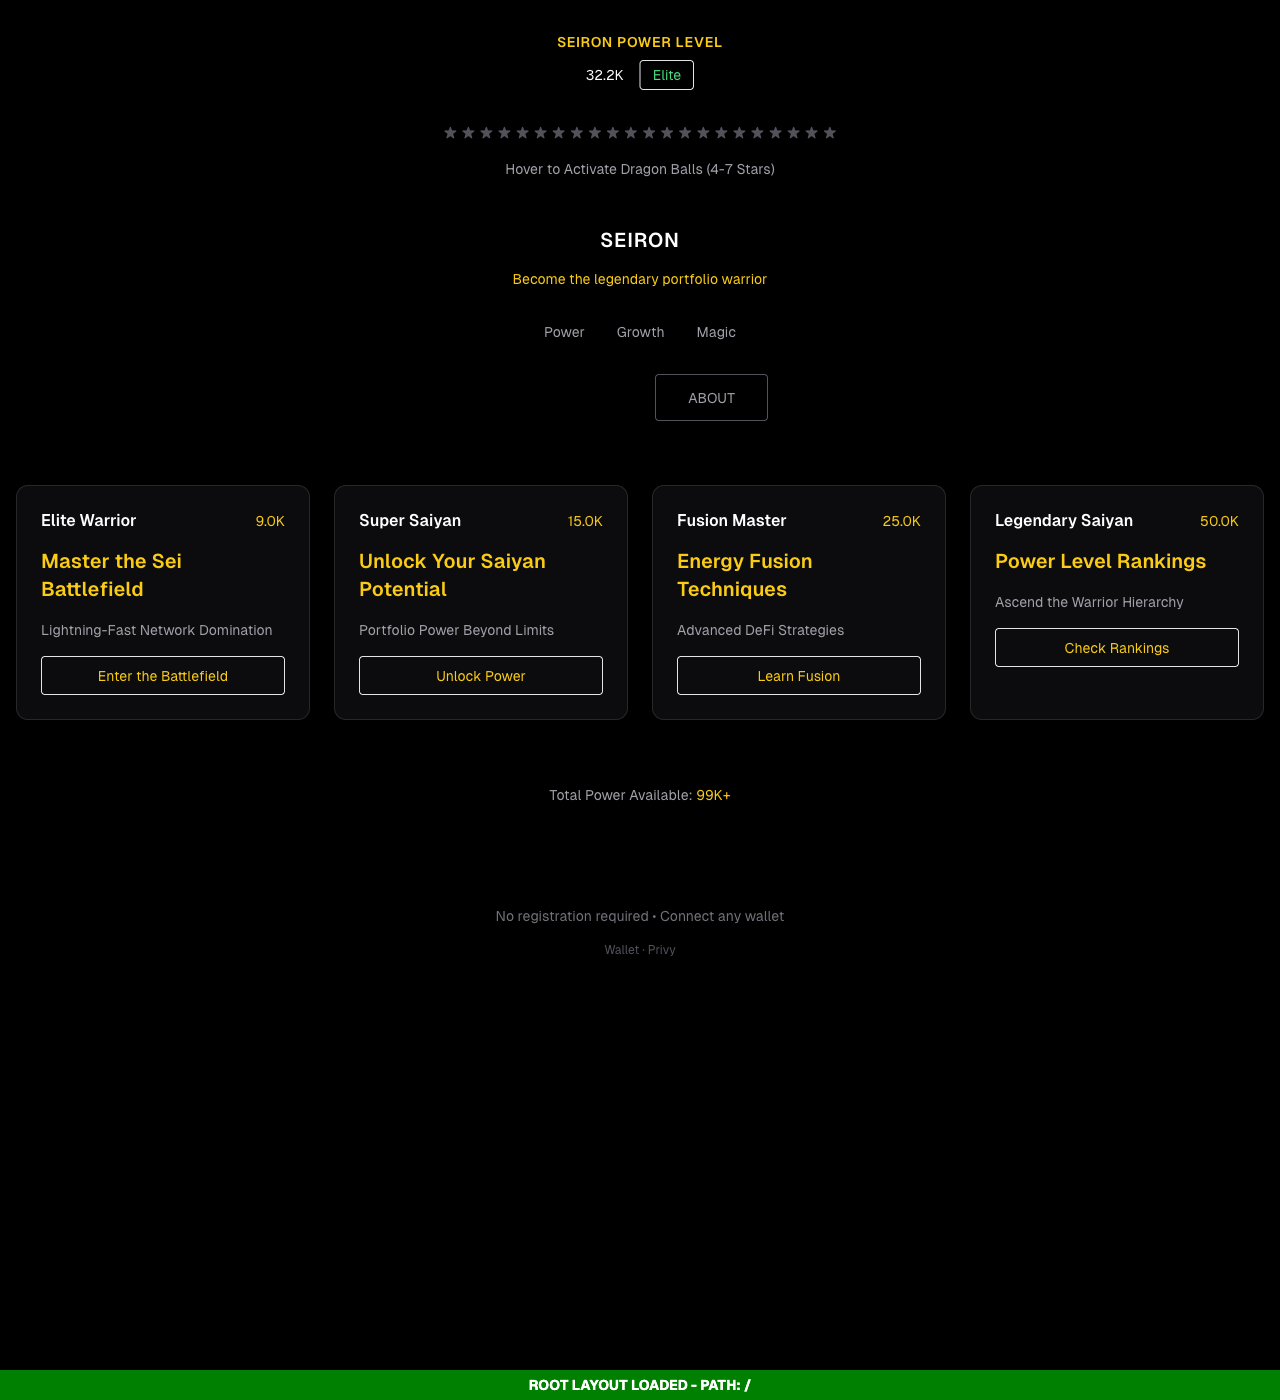 SEIRON POWER LEVEL
32.2K Elite
★ ★ ★ ★ ★ ★ ★ ★ ★ ★ ★ ★ ★ ★ ★ ★ ★ ★ ★ ★ ★ ★
Hover to Activate Dragon Balls (4-7 Stars)
SEIRON
Become the legendary portfolio warrior
Power Growth Magic
ABOUT
Elite Warrior 9.0K
Master the Sei
Battlefield
Lightning-Fast Network Domination
Enter the Battlefield
Super Saiyan 15.0K
Unlock Your Saiyan
Potential
Portfolio Power Beyond Limits
Unlock Power
Fusion Master 25.0K
Energy Fusion
Techniques
Advanced DeFi Strategies
Learn Fusion
Legendary Saiyan 50.0K
Power Level Rankings
Ascend the Warrior Hierarchy
Check Rankings
Total Power Available: 99K+
No registration required • Connect any wallet
Wallet · Privy
ROOT LAYOUT LOADED - PATH: /